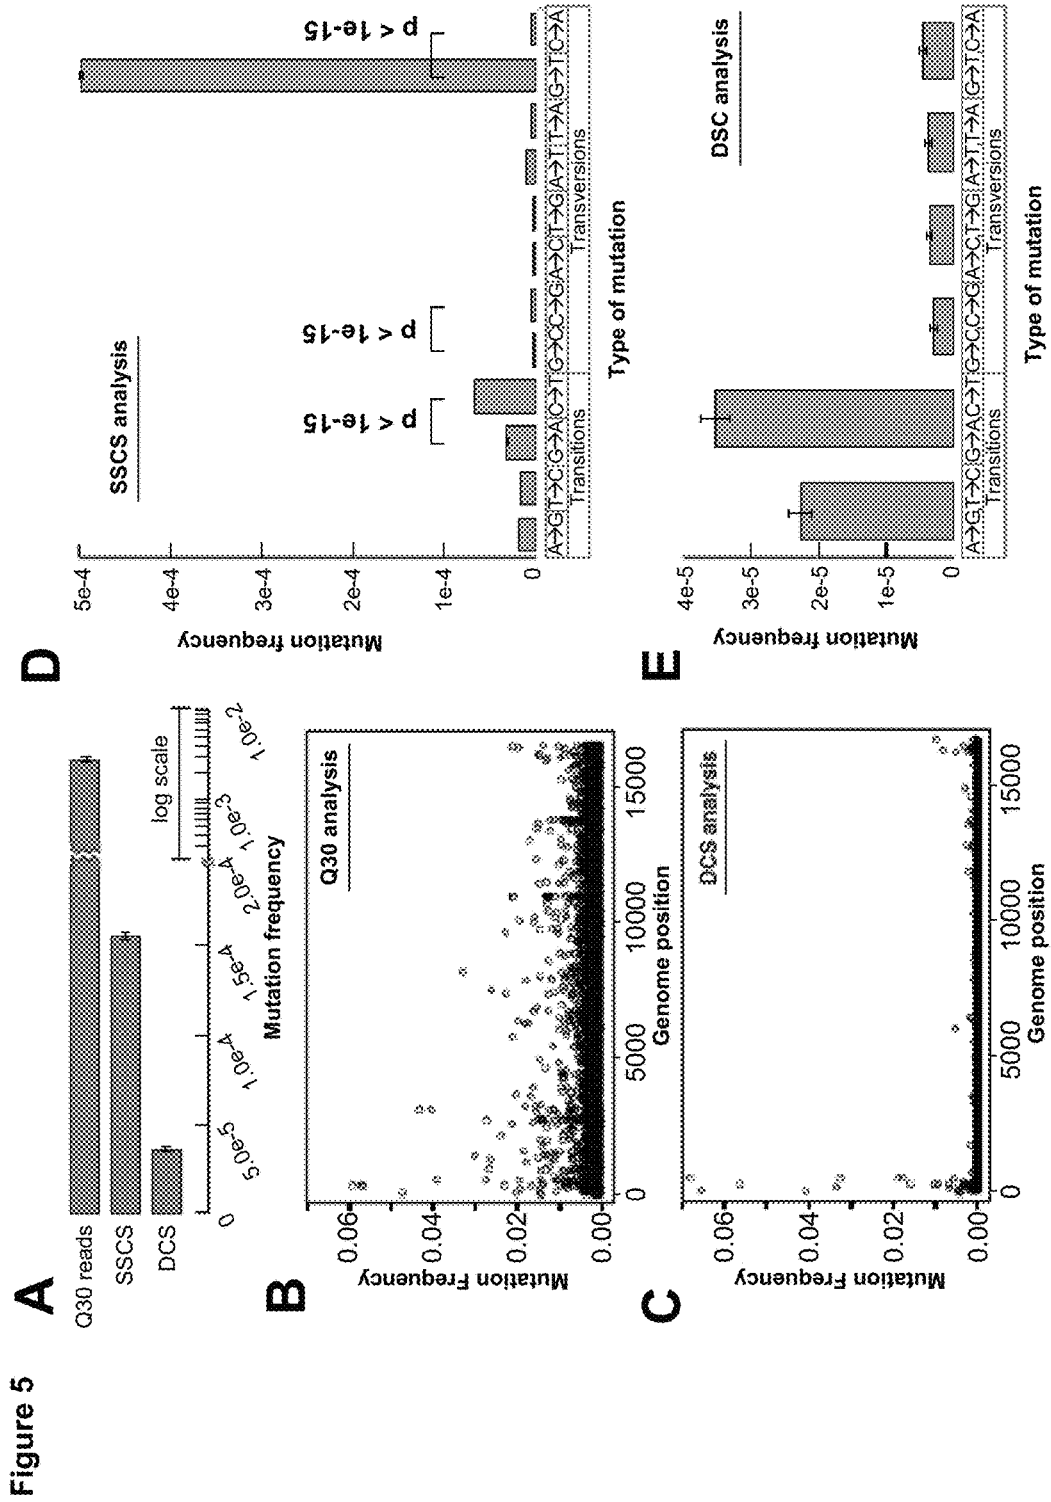 Figure 5
A
Q30 reads
SSCS
DCS
0
5.0e-5
1.0e-4
1.5e-4
2.0e-4
1.0e-3
1.0e-2
log scale
Mutation frequency
B
Q30 analysis
Mutation Frequency
0.06
0.04
0.02
0.00
0
5000
10000
15000
Genome position
C
DCS analysis
Mutation Frequency
0.06
0.04
0.02
0.00
0
5000
10000
15000
Genome position
D
SSCS analysis
Mutation frequency
5e-4
4e-4
3e-4
2e-4
1e-4
0
p < 1e-15
p < 1e-15
p < 1e-15
A→G T→C G→A C→T G→C C→G A→C T→G A→T T→A G→T C→A
Transitions
Transversions
Type of mutation
E
DSC analysis
Mutation frequency
4e-5
3e-5
2e-5
1e-5
0
A→G T→C G→A C→T G→C C→G A→C T→G A→T T→A G→T C→A
Transitions
Transversions
Type of mutation